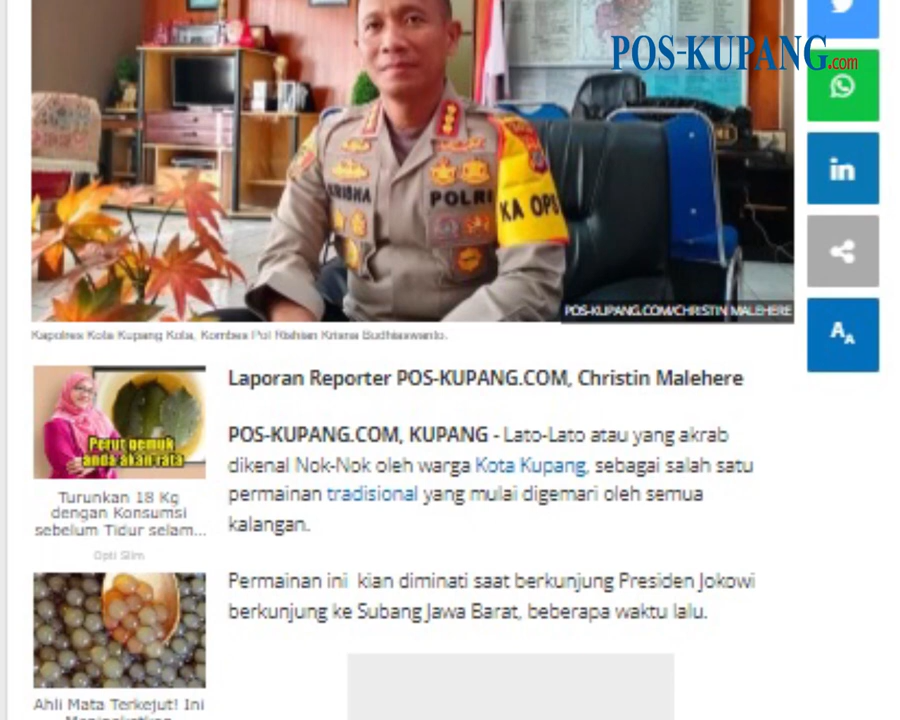 POS-KUPANG.com
KRISNA
POLRI
KA OPS
POS-KUPANG.COM/CHRISTIN MALEHERE
Kapolres Kota Kupang Kota, Kombes Pol Rishian Krisna Budhiaswanto.
Laporan Reporter POS-KUPANG.COM, Christin Malehere
POS-KUPANG.COM, KUPANG - Lato-Lato atau yang akrab
dikenal Nok-Nok oleh warga Kota Kupang, sebagai salah satu
permainan tradisional yang mulai digemari oleh semua
kalangan.
Permainan ini kian diminati saat berkunjung Presiden Jokowi
berkunjung ke Subang Jawa Barat, beberapa waktu lalu.
Perut gemuk
anda akan rata
Turunkan 18 Kg
dengan Konsumsi
sebelum Tidur selam...
Opti Slim
Ahli Mata Terkejut! Ini
Meningkatkan
in
AA